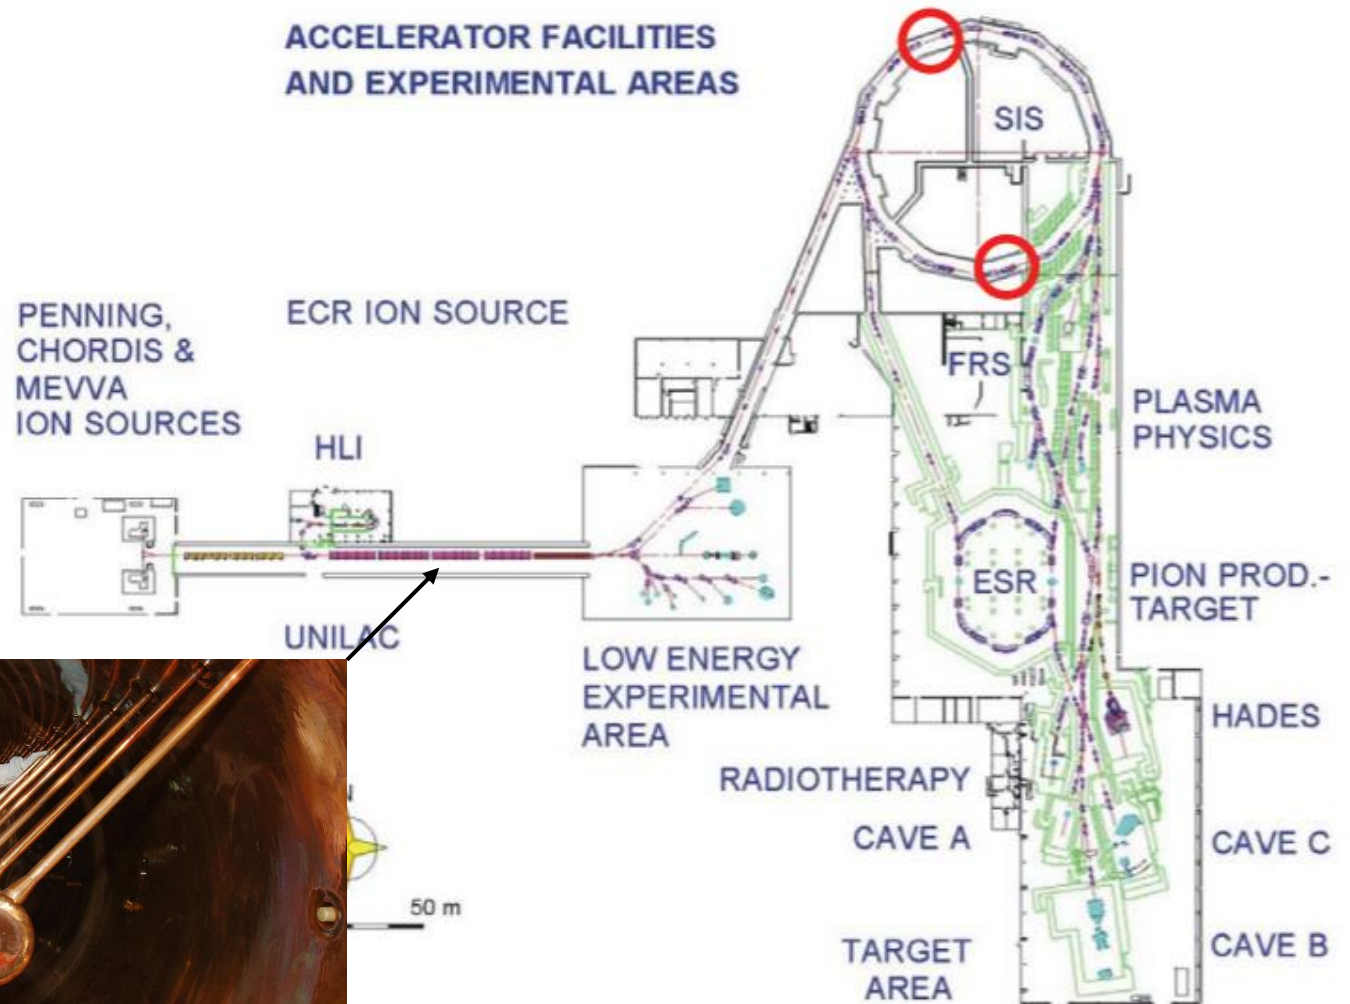 ACCELERATOR FACILITIES
AND EXPERIMENTAL AREAS
SIS
PENNING,
CHORDIS &
MEVVA
ION SOURCES
ECR ION SOURCE
HLI
FRS
PLASMA
PHYSICS
ESR
PION PROD.-
TARGET
UNILAC
LOW ENERGY
EXPERIMENTAL
AREA
HADES
RADIOTHERAPY
CAVE A
CAVE C
50 m
TARGET
AREA
CAVE B